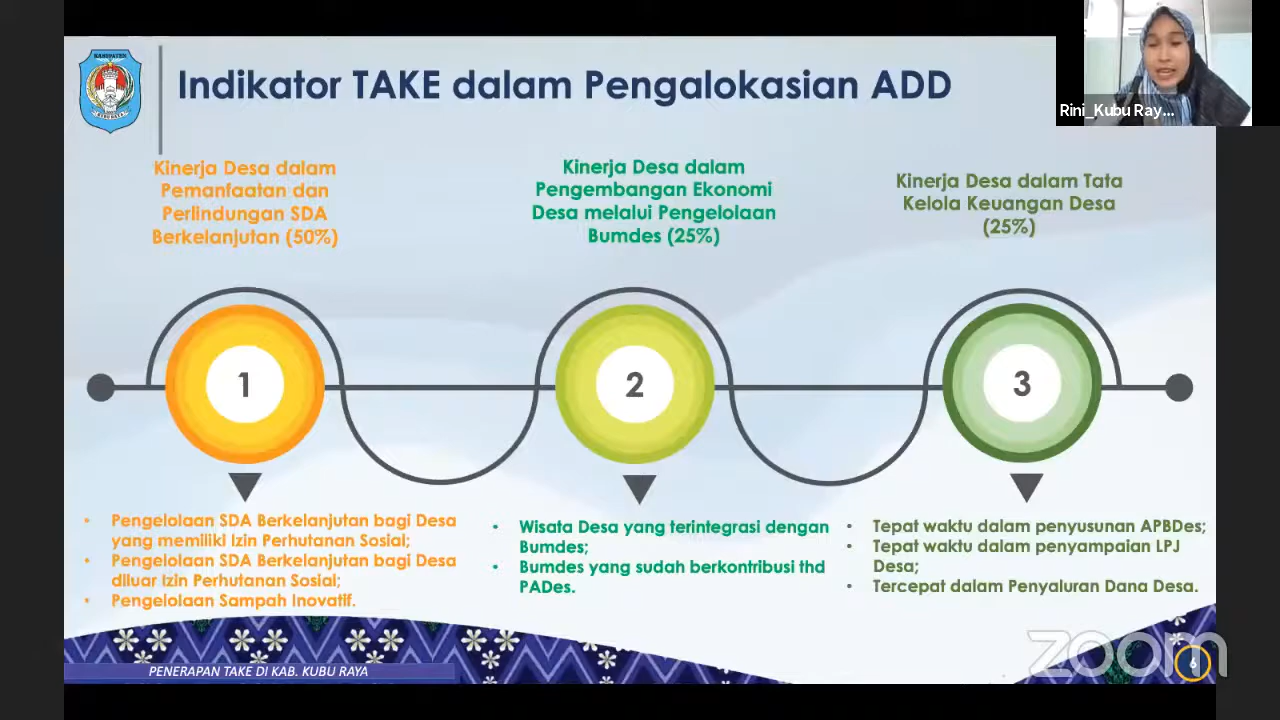 KABUPATEN
KUBU RAYA
Indikator TAKE dalam Pengalokasian ADD
Rini_Kubu Ray...
Kinerja Desa dalam
Pemanfaatan dan
Perlindungan SDA
Berkelanjutan (50%)
Kinerja Desa dalam
Pengembangan Ekonomi
Desa melalui Pengelolaan
Bumdes (25%)
Kinerja Desa dalam Tata
Kelola Keuangan Desa
(25%)
1
2
3
• Pengelolaan SDA Berkelanjutan bagi Desa
yang memiliki Izin Perhutanan Sosial;
• Pengelolaan SDA Berkelanjutan bagi Desa
diluar Izin Perhutanan Sosial;
• Pengelolaan Sampah Inovatif.
• Wisata Desa yang terintegrasi dengan
Bumdes;
• Bumdes yang sudah berkontribusi thd
PADes.
• Tepat waktu dalam penyusunan APBDes;
• Tepat waktu dalam penyampaian LPJ
Desa;
• Tercepat dalam Penyaluran Dana Desa.
PENERAPAN TAKE DI KAB. KUBU RAYA
zoom
6